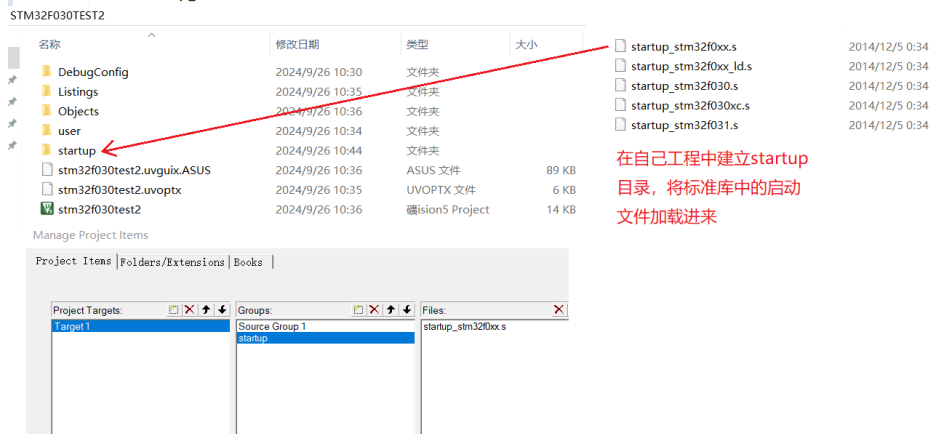 STM32F030TEST2
名称 修改日期 类型 大小
DebugConfig 2024/9/26 10:30 文件夹
Listings 2024/9/26 10:35 文件夹
Objects 2024/9/26 10:36 文件夹
user 2024/9/26 10:34 文件夹
startup 2024/9/26 10:44 文件夹
stm32f030test2.uvguix.ASUS 2024/9/26 10:36 ASUS 文件 89 KB
stm32f030test2.uvoptx 2024/9/26 10:35 UVOPTX 文件 6 KB
stm32f030test2 2024/9/26 10:36 礦ision5 Project 14 KB
startup_stm32f0xx.s 2014/12/5 0:34
startup_stm32f0xx_ld.s 2014/12/5 0:34
startup_stm32f030.s 2014/12/5 0:34
startup_stm32f030xc.s 2014/12/5 0:34
startup_stm32f031.s 2014/12/5 0:34
在自己工程中建立startup
目录，将标准库中的启动
文件加载进来
Manage Project Items
Project Items Folders/Extensions Books
Project Targets: Groups: Files:
Target 1 Source Group 1 startup_stm32f0xx.s
startup